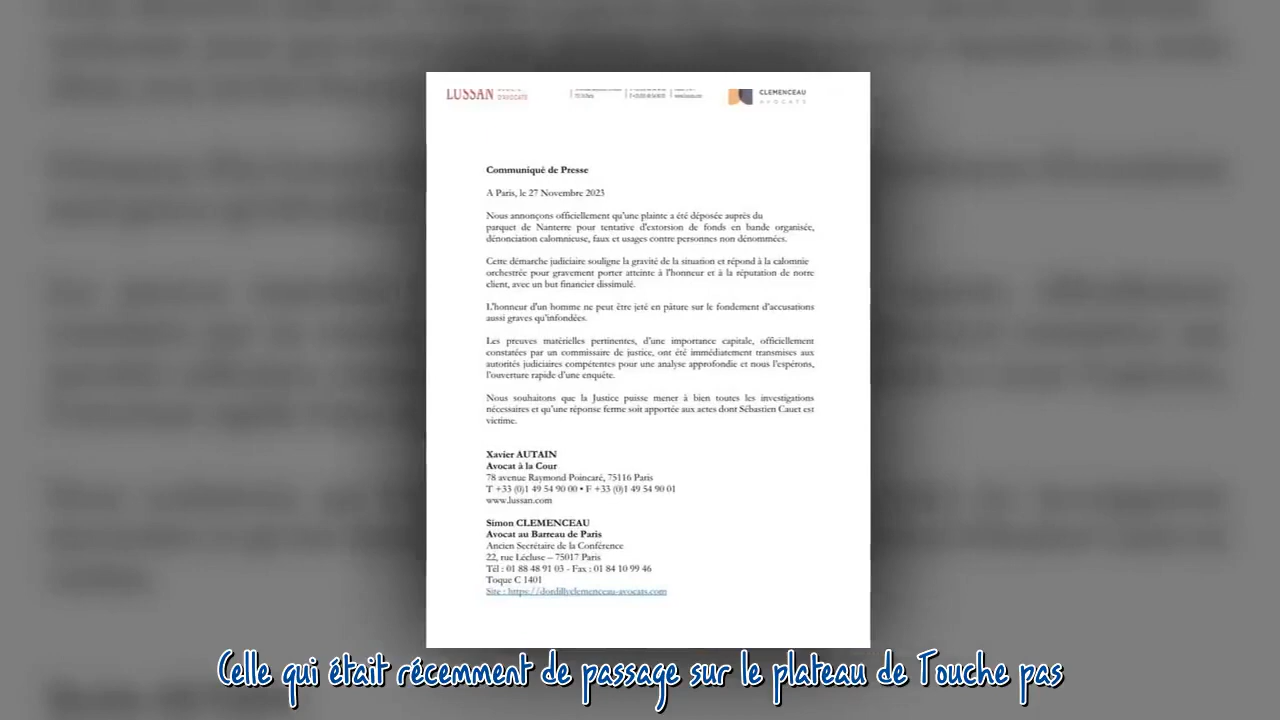 LUSSAN
D'AVOCATS
CLEMENCEAU
AVOCATS
Communiqué de Presse
A Paris, le 27 Novembre 2023
Nous annonçons officiellement qu'une plainte a été déposée auprès du
parquet de Nanterre pour tentative d'extorsion de fonds en bande organisée,
dénonciation calomnieuse, faux et usages contre personnes non dénommées.
Cette démarche judiciaire souligne la gravité de la situation et répond à la calomnie
orchestrée pour gravement porter atteinte à l'honneur et à la réputation de notre
client, avec un but financier dissimulé.
L'honneur d'un homme ne peut être jeté en pâture sur le fondement d'accusations
aussi graves qu'infondées.
Les preuves matérielles pertinentes, d'une importance capitale, officiellement
constatées par un commissaire de justice, ont été immédiatement transmises aux
autorités judiciaires compétentes pour une analyse approfondie et nous l'espérons,
l'ouverture rapide d'une enquête.
Nous souhaitons que la Justice puisse mener à bien toutes les investigations
nécessaires et qu'une réponse ferme soit apportée aux actes dont Sébastien Cauet est
victime.
Xavier AUTAIN
Avocat à la Cour
78 avenue Raymond Poincaré, 75116 Paris
T +33 (0)1 49 54 90 00 • F +33 (0)1 49 54 90 01
www.lussan.com
Simon CLEMENCEAU
Avocat au Barreau de Paris
Ancien Secrétaire de la Conférence
22, rue Lécluse – 75017 Paris
Tél : 01 88 48 91 03 - Fax : 01 84 10 99 46
Toque C 1401
Site : https://dordillyclemenceau-avocats.com
Celle qui était récemment de passage sur le plateau de Touche pas